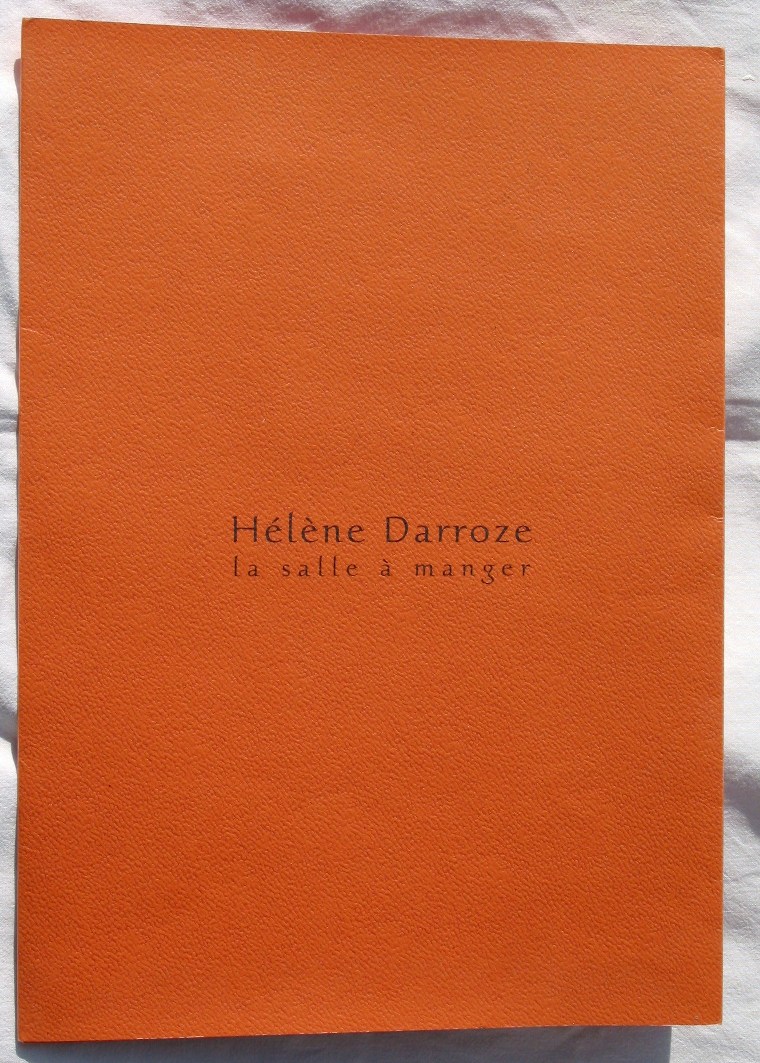 Hélène Darroze
la salle à manger